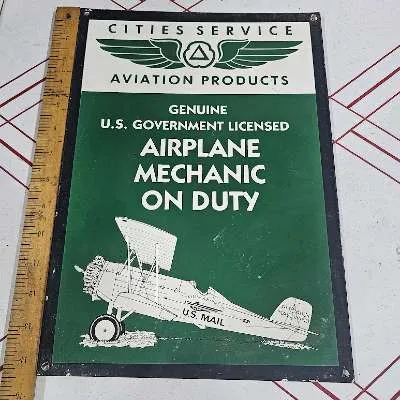 CITIES SERVICE
AVIATION PRODUCTS
GENUINE
U.S. GOVERNMENT LICENSED
AIRPLANE
MECHANIC
ON DUTY
U.S. MAIL